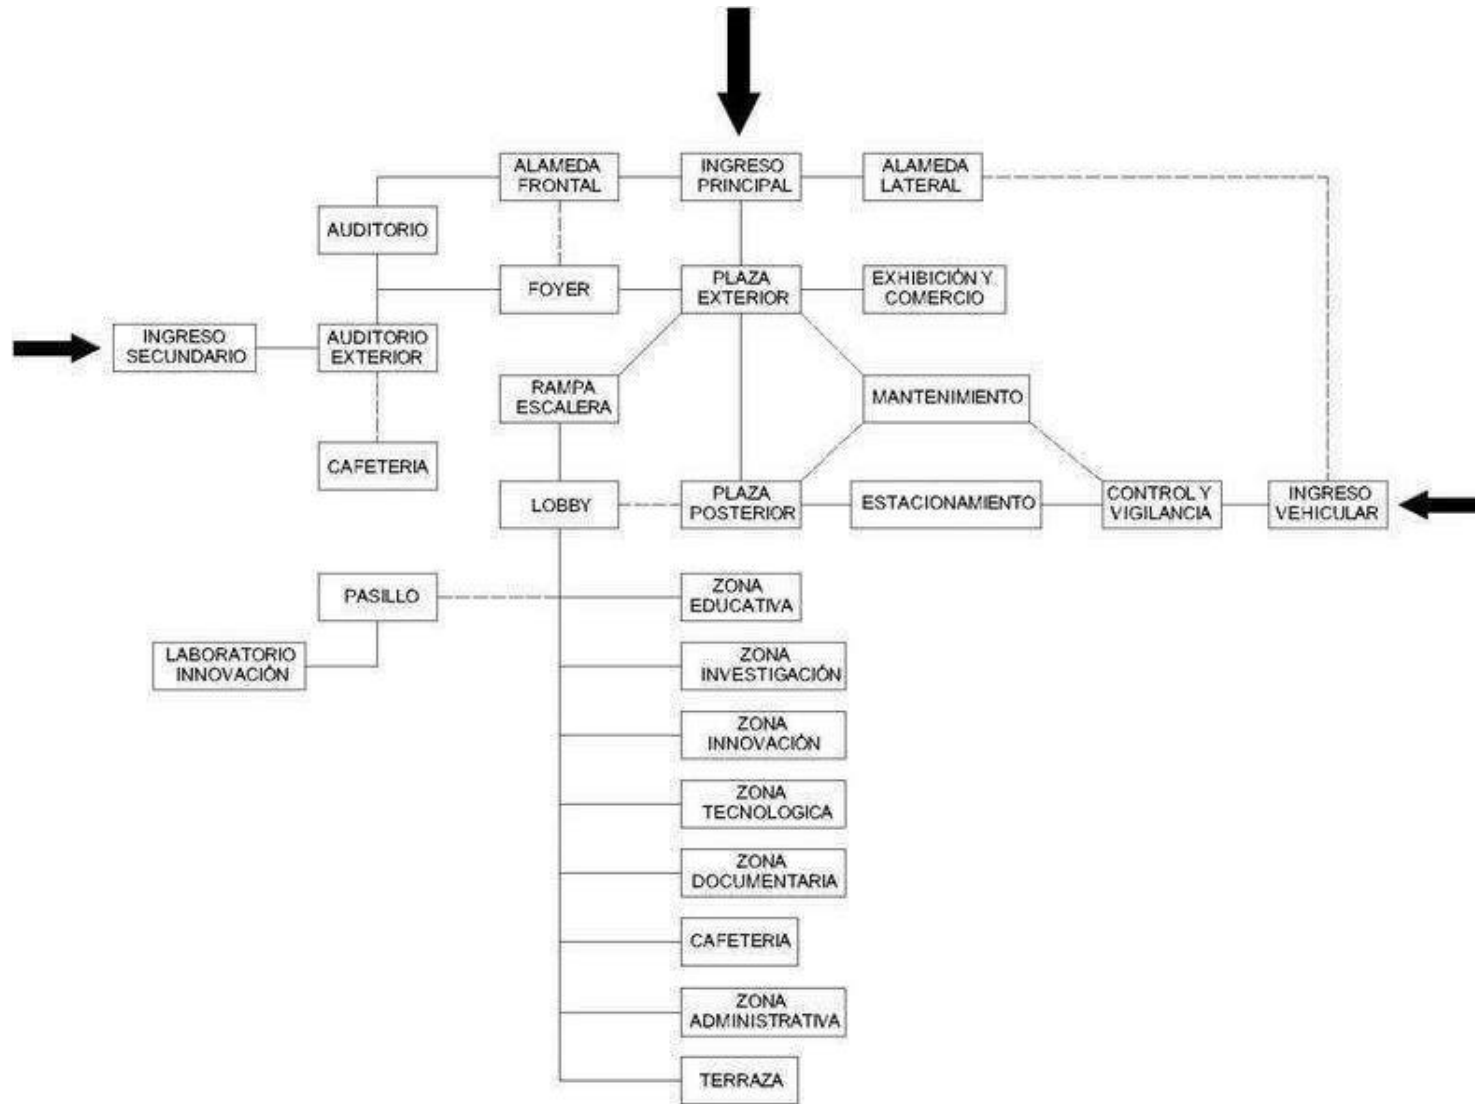 ALAMEDA
FRONTAL
INGRESO
PRINCIPAL
ALAMEDA
LATERAL
AUDITORIO
FOYER
PLAZA
EXTERIOR
EXHIBICIÓN Y
COMERCIO
INGRESO
SECUNDARIO
AUDITORIO
EXTERIOR
RAMPA
ESCALERA
MANTENIMIENTO
CAFETERIA
LOBBY
PLAZA
POSTERIOR
ESTACIONAMIENTO
CONTROL Y
VIGILANCIA
INGRESO
VEHICULAR
PASILLO
ZONA
EDUCATIVA
LABORATORIO
INNOVACIÓN
ZONA
INVESTIGACIÓN
ZONA
INNOVACIÓN
ZONA
TECNOLOGICA
ZONA
DOCUMENTARIA
CAFETERIA
ZONA
ADMINISTRATIVA
TERRAZA